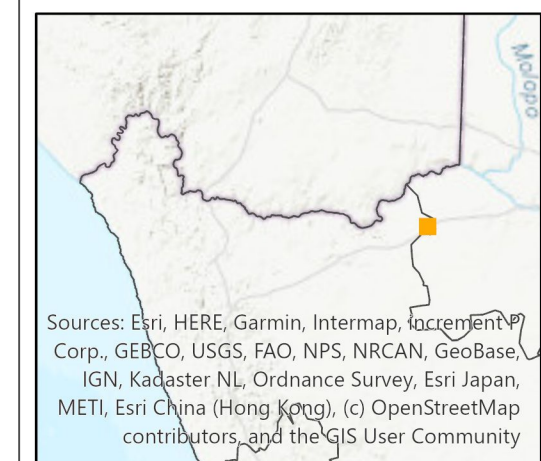 Molopo
Sources: Esri, HERE, Garmin, Intermap, increment P
Corp., GEBCO, USGS, FAO, NPS, NRCAN, GeoBase,
IGN, Kadaster NL, Ordnance Survey, Esri Japan,
METI, Esri China (Hong Kong), (c) OpenStreetMap
contributors, and the GIS User Community